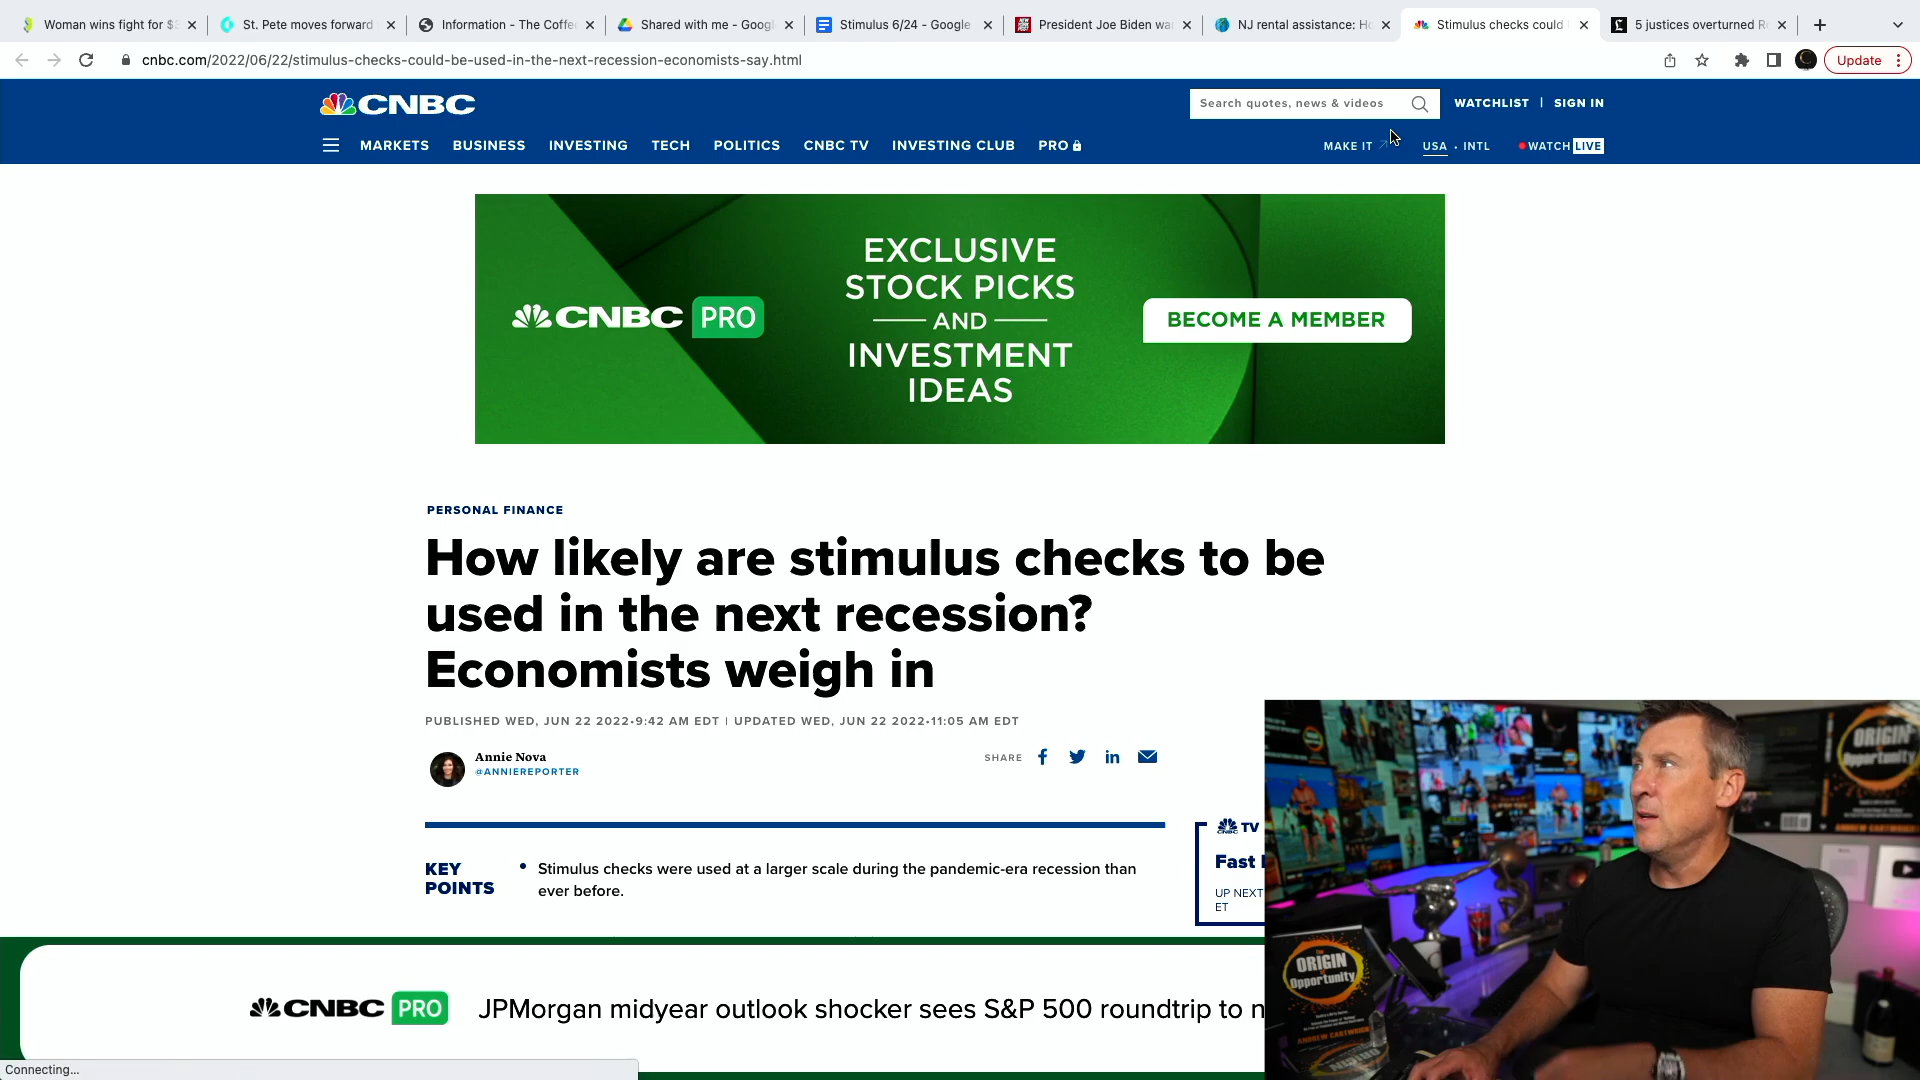 Woman wins fight for $
St. Pete moves forward
Information - The Coffe
Shared with me - Googl
Stimulus 6/24 - Google
President Joe Biden wa
NJ rental assistance: Ho
Stimulus checks could
5 justices overturned R
cnbc.com/2022/06/22/stimulus-checks-could-be-used-in-the-next-recession-economists-say.html
Update
CNBC
Search quotes, news & videos
WATCHLIST | SIGN IN
MARKETS BUSINESS INVESTING TECH POLITICS CNBC TV INVESTING CLUB PRO
MAKE IT USA • INTL WATCH LIVE
CNBC PRO
EXCLUSIVE
STOCK PICKS
AND
INVESTMENT
IDEAS
BECOME A MEMBER
PERSONAL FINANCE
How likely are stimulus checks to be
used in the next recession?
Economists weigh in
PUBLISHED WED, JUN 22 2022•9:42 AM EDT | UPDATED WED, JUN 22 2022•11:05 AM EDT
Annie Nova
@ANNIEREPORTER
SHARE
KEY
POINTS
• Stimulus checks were used at a larger scale during the pandemic-era recession than
ever before.
CNBC TV
Fast
UP NEXT
ET
CNBC PRO
JPMorgan midyear outlook shocker sees S&P 500 roundtrip to n
Connecting...
ORIGIN
Opportunity
ORIGIN
of
Opportunity
ANDREW CARTWRIGHT